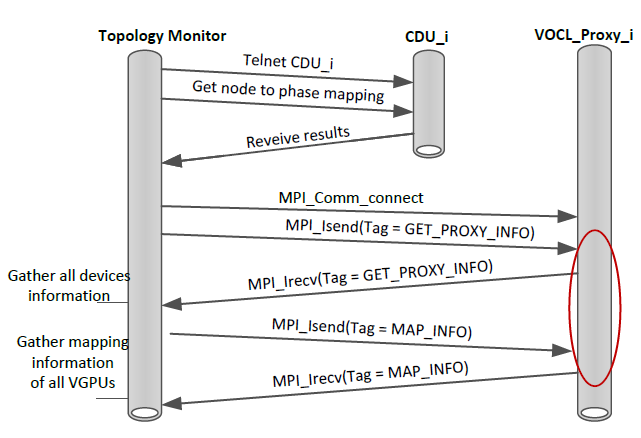 Topology Monitor
CDU_i
VOCL_Proxy_i
Telnet CDU_i
Get node to phase mapping
Reveive results
MPI_Comm_connect
MPI_Isend(Tag = GET_PROXY_INFO)
MPI_Irecv(Tag = GET_PROXY_INFO)
Gather all devices
information
MPI_Isend(Tag = MAP_INFO)
Gather mapping
information
of all VGPUs
MPI_Irecv(Tag = MAP_INFO)